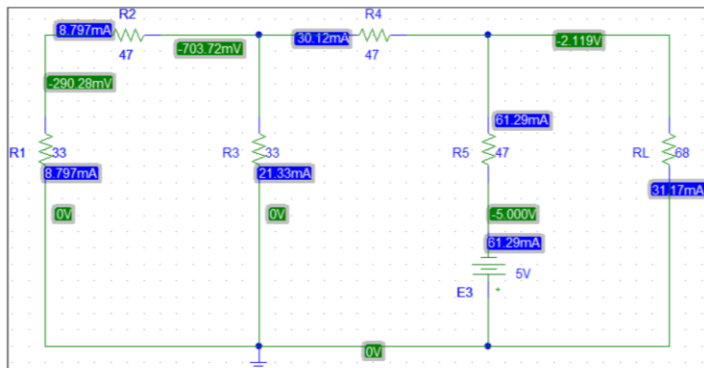 R2
R4
8.797mA
47
-703.72mV
30.12mA
47
-2.119V
-290.28mV
61.29mA
R1
33
R3
33
R5
47
RL
68
8.797mA
21.33mA
31.17mA
0V
0V
-5.000V
61.29mA
5V
E3
+
0V